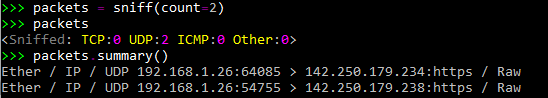 >>> packets = sniff(count=2)
>>> packets
<Sniffed: TCP:0 UDP:2 ICMP:0 Other:0>
>>> packets.summary()
Ether / IP / UDP 192.168.1.26:64085 > 142.250.179.234:https / Raw
Ether / IP / UDP 192.168.1.26:54755 > 142.250.179.238:https / Raw